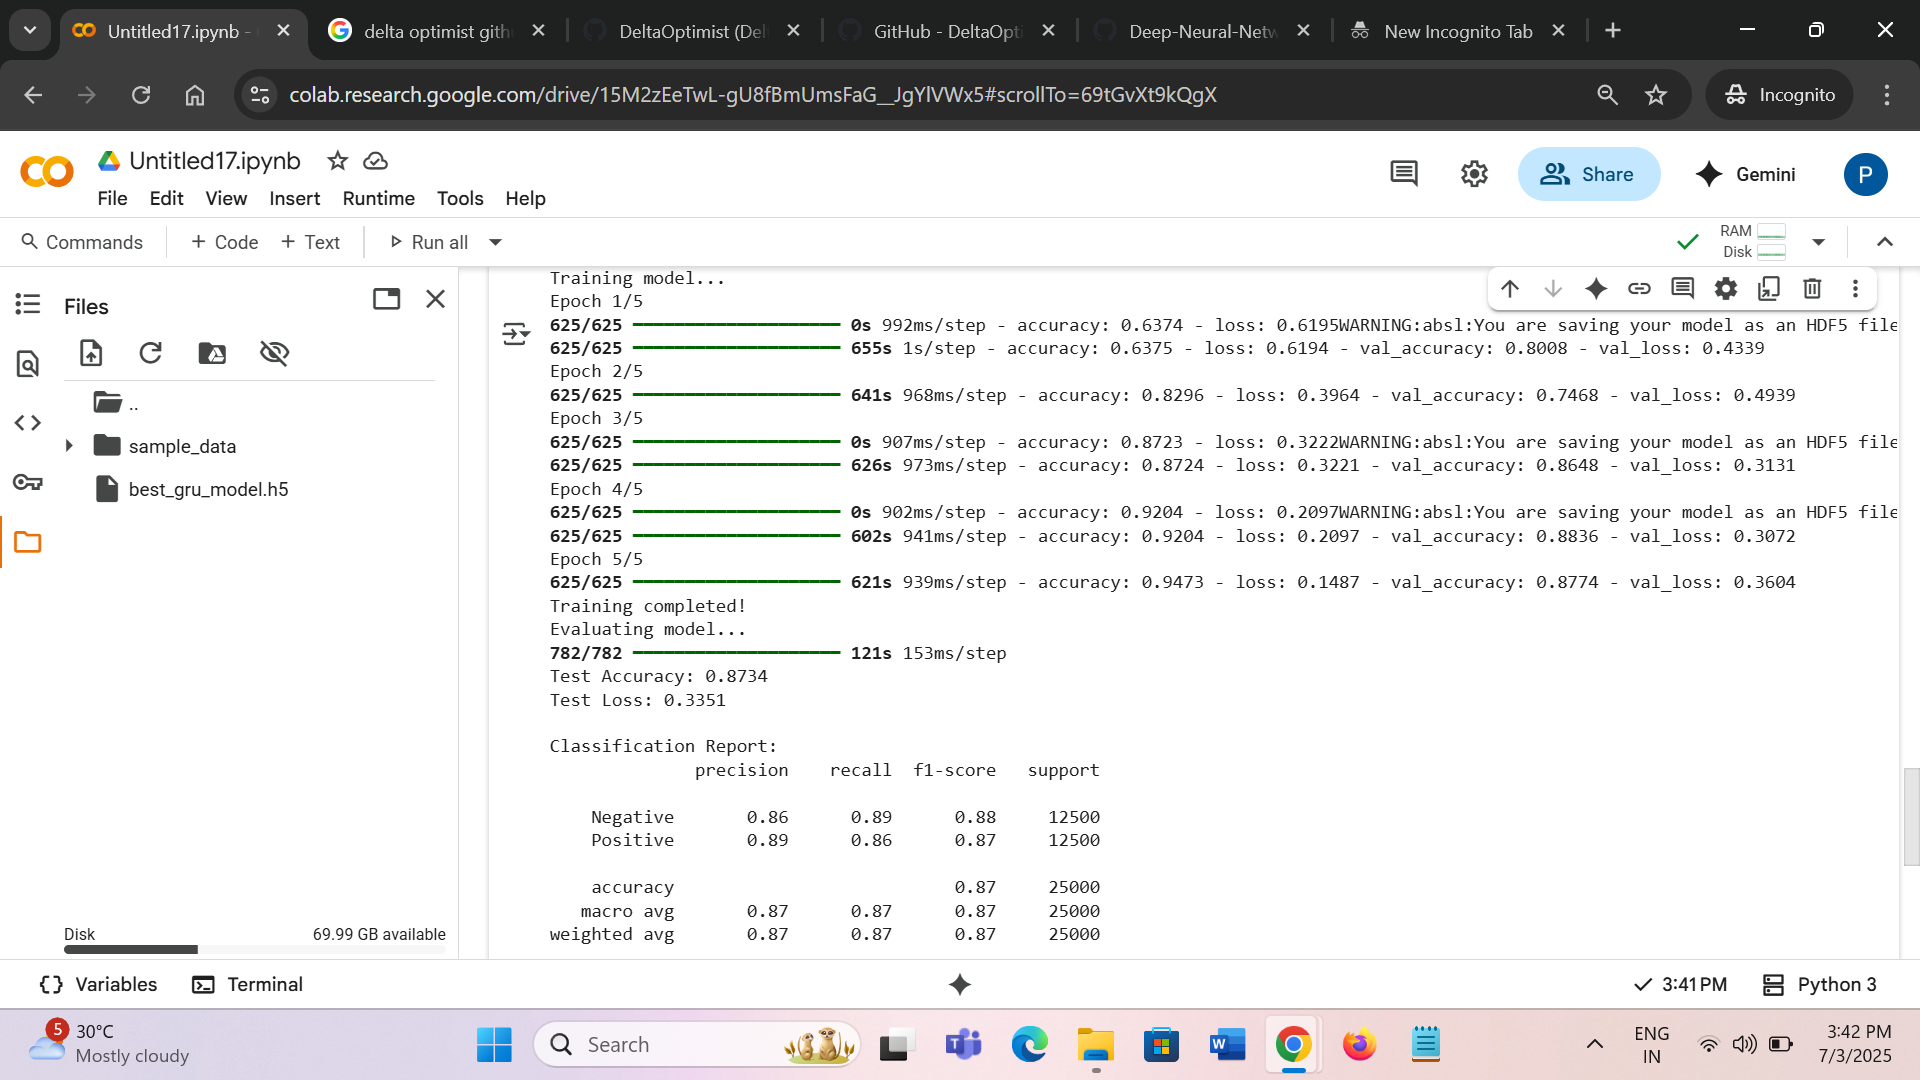 Untitled17.ipynb -
delta optimist gith
DeltaOptimist (Del
GitHub - DeltaOpti
Deep-Neural-Netw
New Incognito Tab
colab.research.google.com/drive/15M2zEeTwL-gU8fBmUmsFaG__JgYlVWx5#scrollTo=69tGvXt9kQgX
Incognito
Untitled17.ipynb
File Edit View Insert Runtime Tools Help
Share
Gemini
P
Commands
+ Code
+ Text
Run all
RAM
Disk
Files
..
sample_data
best_gru_model.h5
Disk
69.99 GB available
Training model...
Epoch 1/5
625/625 0s 992ms/step - accuracy: 0.6374 - loss: 0.6195WARNING:absl:You are saving your model as an HDF5 file
625/625 655s 1s/step - accuracy: 0.6375 - loss: 0.6194 - val_accuracy: 0.8008 - val_loss: 0.4339
Epoch 2/5
625/625 641s 968ms/step - accuracy: 0.8296 - loss: 0.3964 - val_accuracy: 0.7468 - val_loss: 0.4939
Epoch 3/5
625/625 0s 907ms/step - accuracy: 0.8723 - loss: 0.3222WARNING:absl:You are saving your model as an HDF5 file
625/625 626s 973ms/step - accuracy: 0.8724 - loss: 0.3221 - val_accuracy: 0.8648 - val_loss: 0.3131
Epoch 4/5
625/625 0s 902ms/step - accuracy: 0.9204 - loss: 0.2097WARNING:absl:You are saving your model as an HDF5 file
625/625 602s 941ms/step - accuracy: 0.9204 - loss: 0.2097 - val_accuracy: 0.8836 - val_loss: 0.3072
Epoch 5/5
625/625 621s 939ms/step - accuracy: 0.9473 - loss: 0.1487 - val_accuracy: 0.8774 - val_loss: 0.3604
Training completed!
Evaluating model...
782/782 121s 153ms/step
Test Accuracy: 0.8734
Test Loss: 0.3351
Classification Report:
precision recall f1-score support
Negative 0.86 0.89 0.88 12500
Positive 0.89 0.86 0.87 12500
accuracy 0.87 25000
macro avg 0.87 0.87 0.87 25000
weighted avg 0.87 0.87 0.87 25000
Variables
Terminal
3:41 PM
Python 3
5
30°C
Mostly cloudy
Search
ENG
IN
3:42 PM
7/3/2025